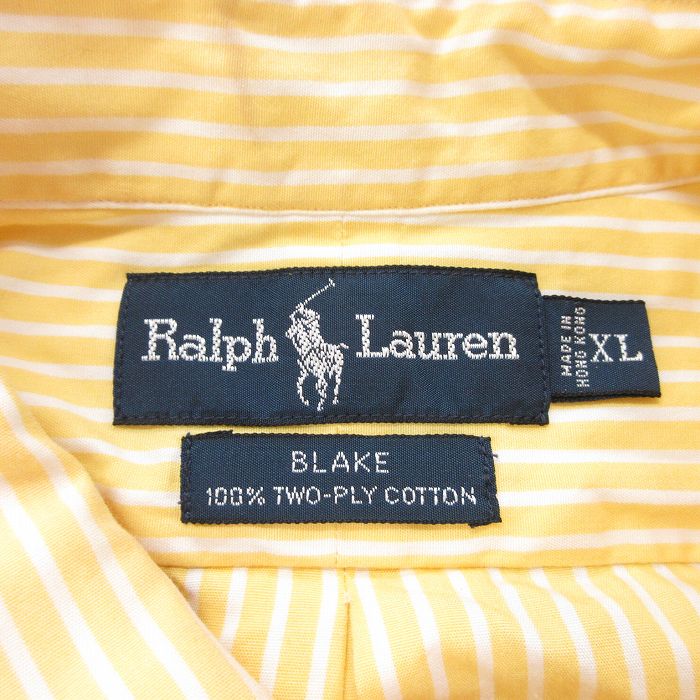 Ralph Lauren
MADE IN
HONG KONG
XL
BLAKE
100% TWO-PLY COTTON